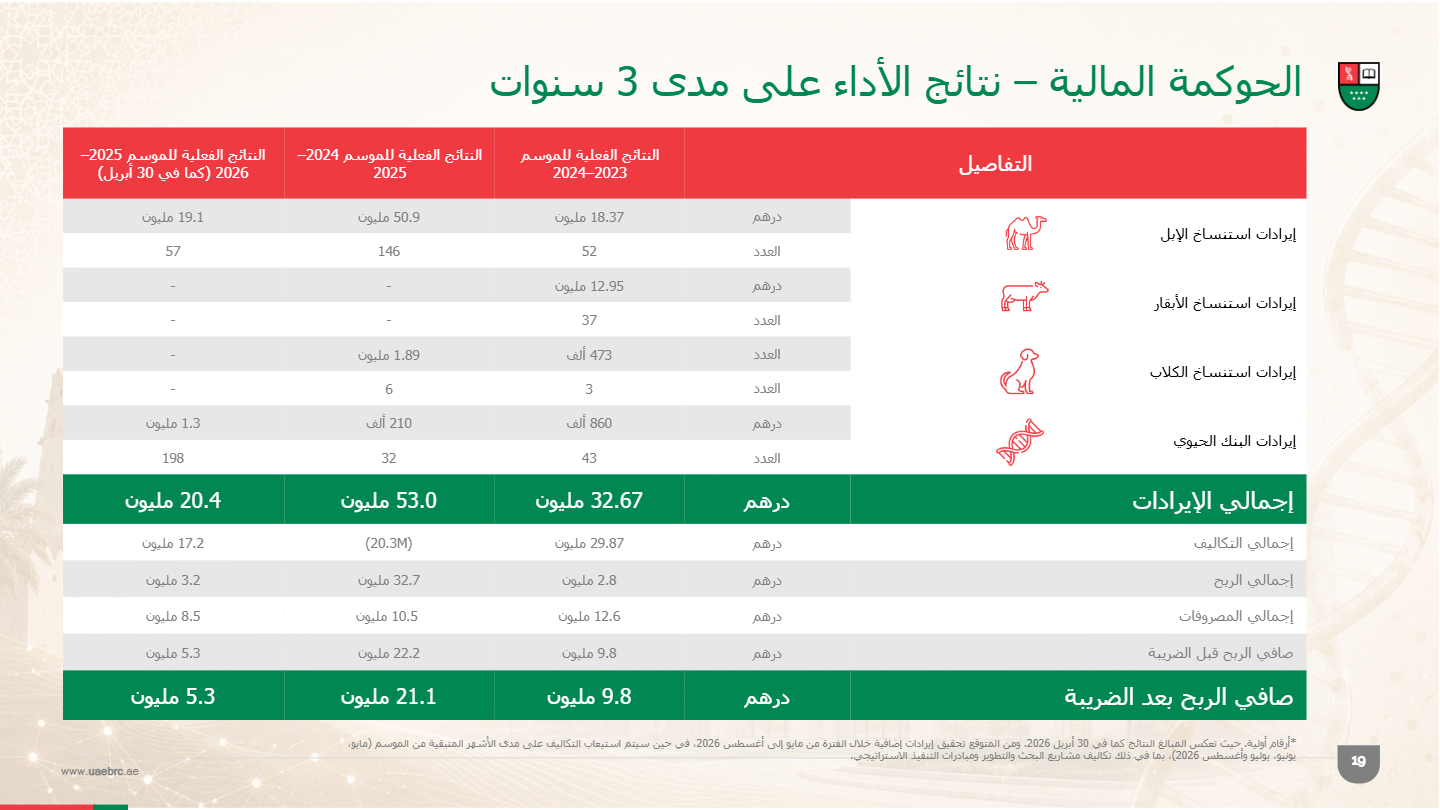 الحوكمة المالية – نتائج الأداء على مدى 3 سنوات
التفاصيل
النتائج الفعلية للموسم
2023–2024
النتائج الفعلية للموسم 2024–
2025
النتائج الفعلية للموسم 2025–
2026 (كما في 30 أبريل)
إيرادات استنساخ الإبل
درهم 18.37 مليون 50.9 مليون 19.1 مليون
العدد 52 146 57
إيرادات استنساخ الأبقار
درهم 12.95 مليون - -
العدد 37 - -
إيرادات استنساخ الكلاب
العدد 473 ألف 1.89 مليون -
العدد 3 6 -
إيرادات البنك الحيوي
درهم 860 ألف 210 ألف 1.3 مليون
العدد 43 32 198
إجمالي الإيرادات درهم 32.67 مليون 53.0 مليون 20.4 مليون
إجمالي التكاليف درهم 29.87 مليون (20.3M) 17.2 مليون
إجمالي الربح درهم 2.8 مليون 32.7 مليون 3.2 مليون
إجمالي المصروفات درهم 12.6 مليون 10.5 مليون 8.5 مليون
صافي الربح قبل الضريبة درهم 9.8 مليون 22.2 مليون 5.3 مليون
صافي الربح بعد الضريبة درهم 9.8 مليون 21.1 مليون 5.3 مليون
*أرقام أولية. حيث تعكس المبالغ النتائج كما في 30 أبريل 2026. ومن المتوقع تحقيق إيرادات إضافية خلال الفترة من مايو إلى أغسطس 2026، في حين سيتم استيعاب التكاليف على مدى الأشهر المتبقية من الموسم (مايو،
يونيو، يوليو وأغسطس 2026)، بما في ذلك تكاليف مشاريع البحث والتطوير ومبادرات التنفيذ الاستراتيجي.
19
www.uaebrc.ae